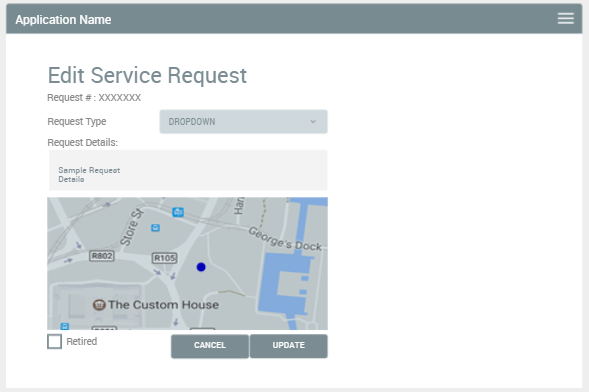 Application Name
Edit Service Request
Request # : XXXXXXX
Request Type
DROPDOWN
Request Details:
Sample Request
Details
Store St
Han
George's Dock
R802
R105
The Custom House
Retired
CANCEL
UPDATE